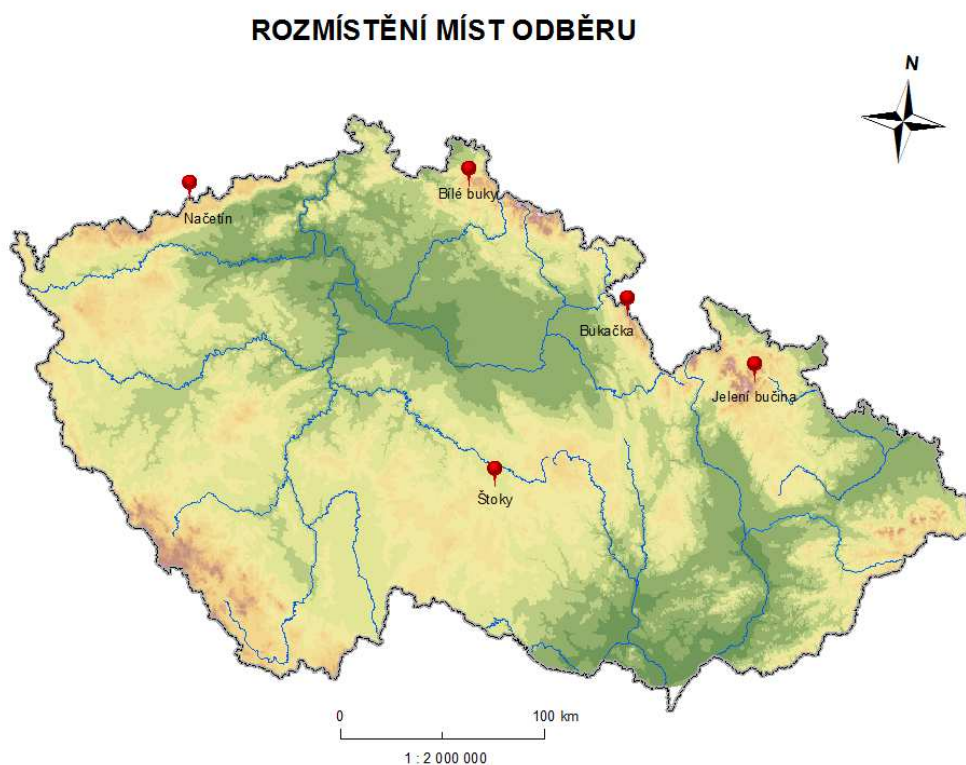 ROZMÍSTĚNÍ MÍST ODBĚRU
N
Bílé buky
Načetín
Bukačka
Jelení bučina
Štoky
0 100 km
1 : 2 000 000